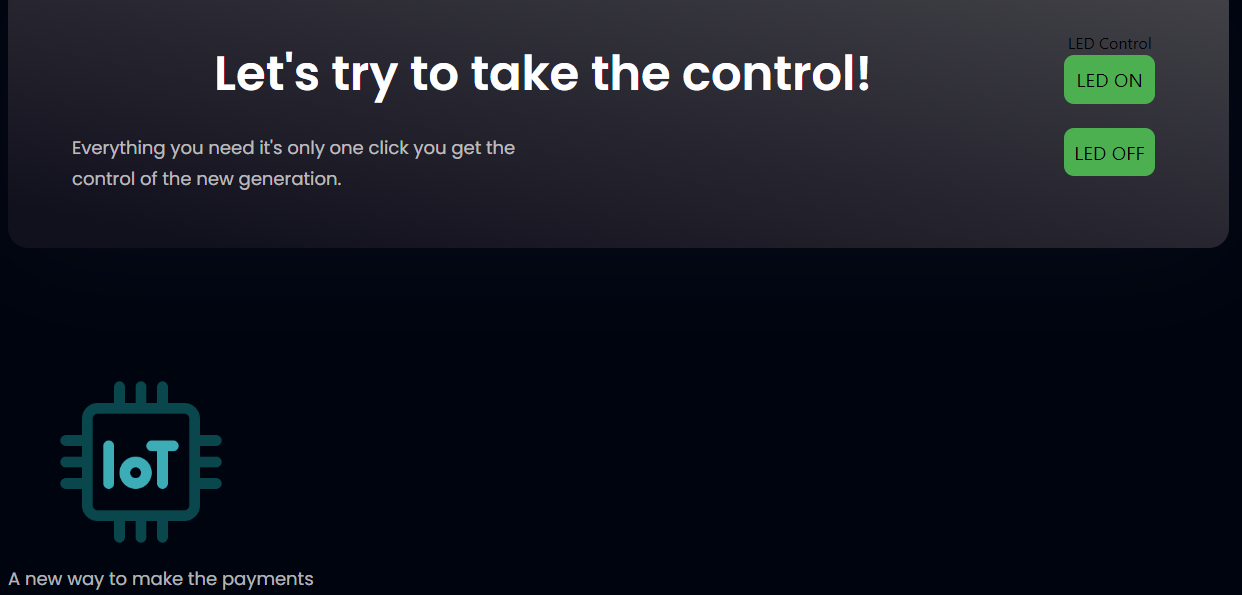 Let's try to take the control!
Everything you need it's only one click you get the
control of the new generation.
LED Control
LED ON
LED OFF
IoT
A new way to make the payments